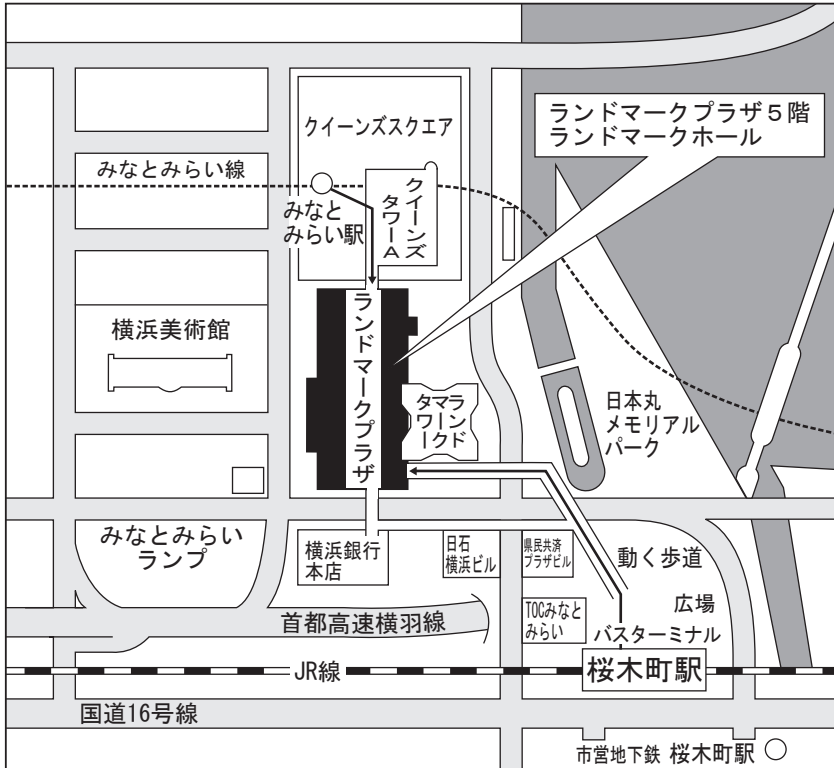 クイーンズスクエア
ランドマークプラザ５階
ランドマークホール
みなとみらい線
みなと
みらい駅
クイーンズ
タワーA
横浜美術館
ランドマークプラザ
ランド
マーク
タワー
日本丸
メモリアル
パーク
みなとみらい
ランプ
横浜銀行
本店
日石
横浜ビル
県民共済
プラザビル
動く歩道
広場
首都高速横羽線
TOCみなと
みらい
バスターミナル
JR線
桜木町駅
国道16号線
市営地下鉄 桜木町駅